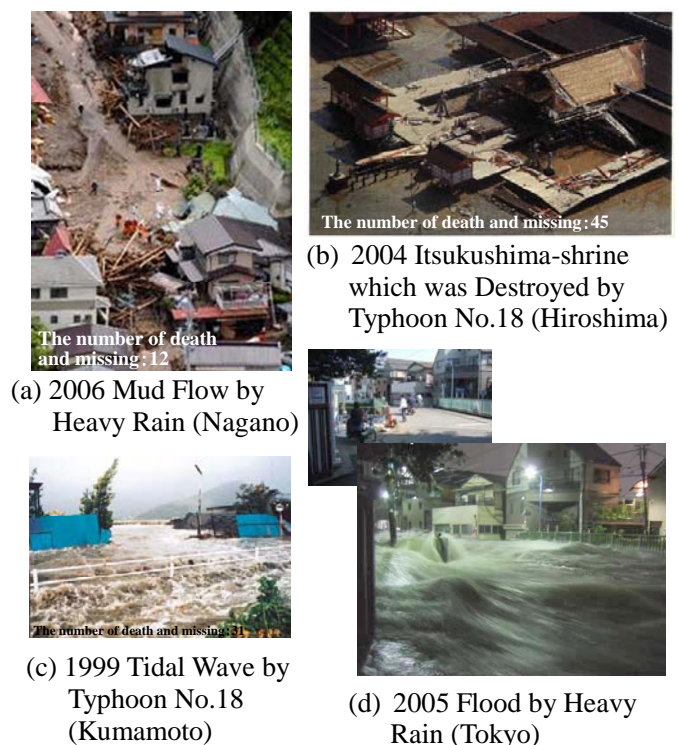 The number of death
and missing:12
(a) 2006 Mud Flow by
Heavy Rain (Nagano)
The number of death and missing:45
(b) 2004 Itsukushima-shrine
which was Destroyed by
Typhoon No.18 (Hiroshima)
The number of death and missing:31
(c) 1999 Tidal Wave by
Typhoon No.18
(Kumamoto)
(d) 2005 Flood by Heavy
Rain (Tokyo)